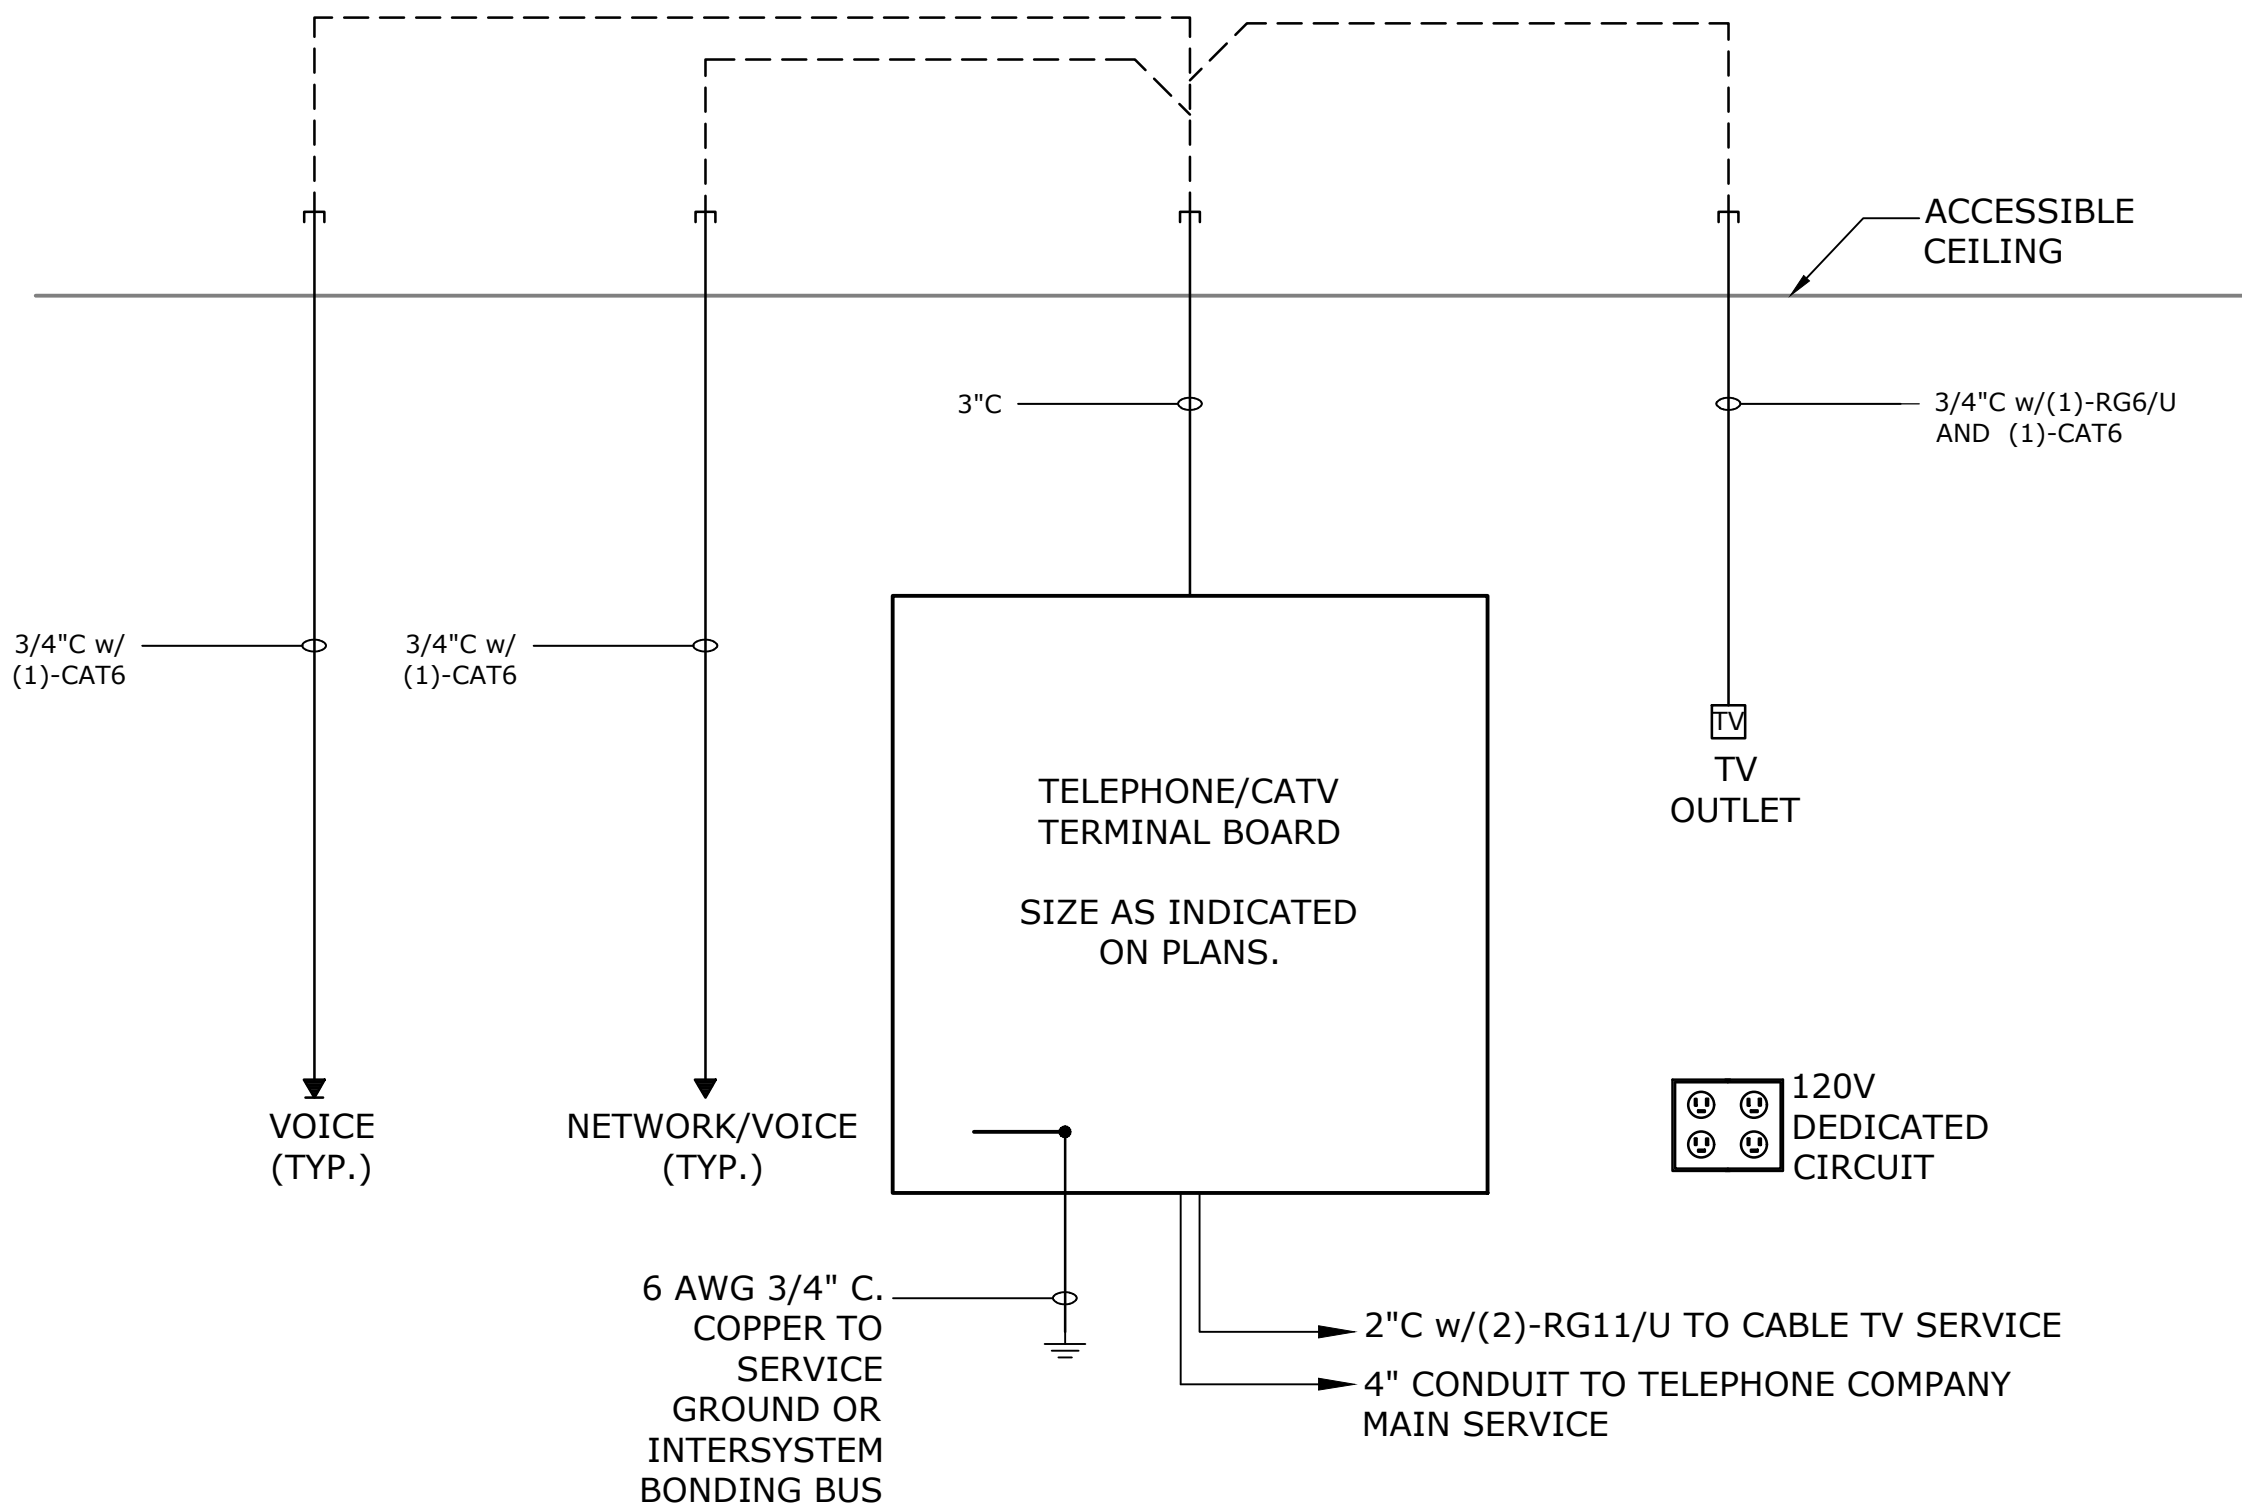 ACCESSIBLE
CEILING
3"C
3/4"C w/(1)-RG6/U
AND (1)-CAT6
3/4"C w/
(1)-CAT6
3/4"C w/
(1)-CAT6
TV
TV
OUTLET
TELEPHONE/CATV
TERMINAL BOARD
SIZE AS INDICATED
ON PLANS.
VOICE
(TYP.)
NETWORK/VOICE
(TYP.)
120V
DEDICATED
CIRCUIT
6 AWG 3/4" C.
COPPER TO
SERVICE
GROUND OR
INTERSYSTEM
BONDING BUS
2"C w/(2)-RG11/U TO CABLE TV SERVICE
4" CONDUIT TO TELEPHONE COMPANY
MAIN SERVICE